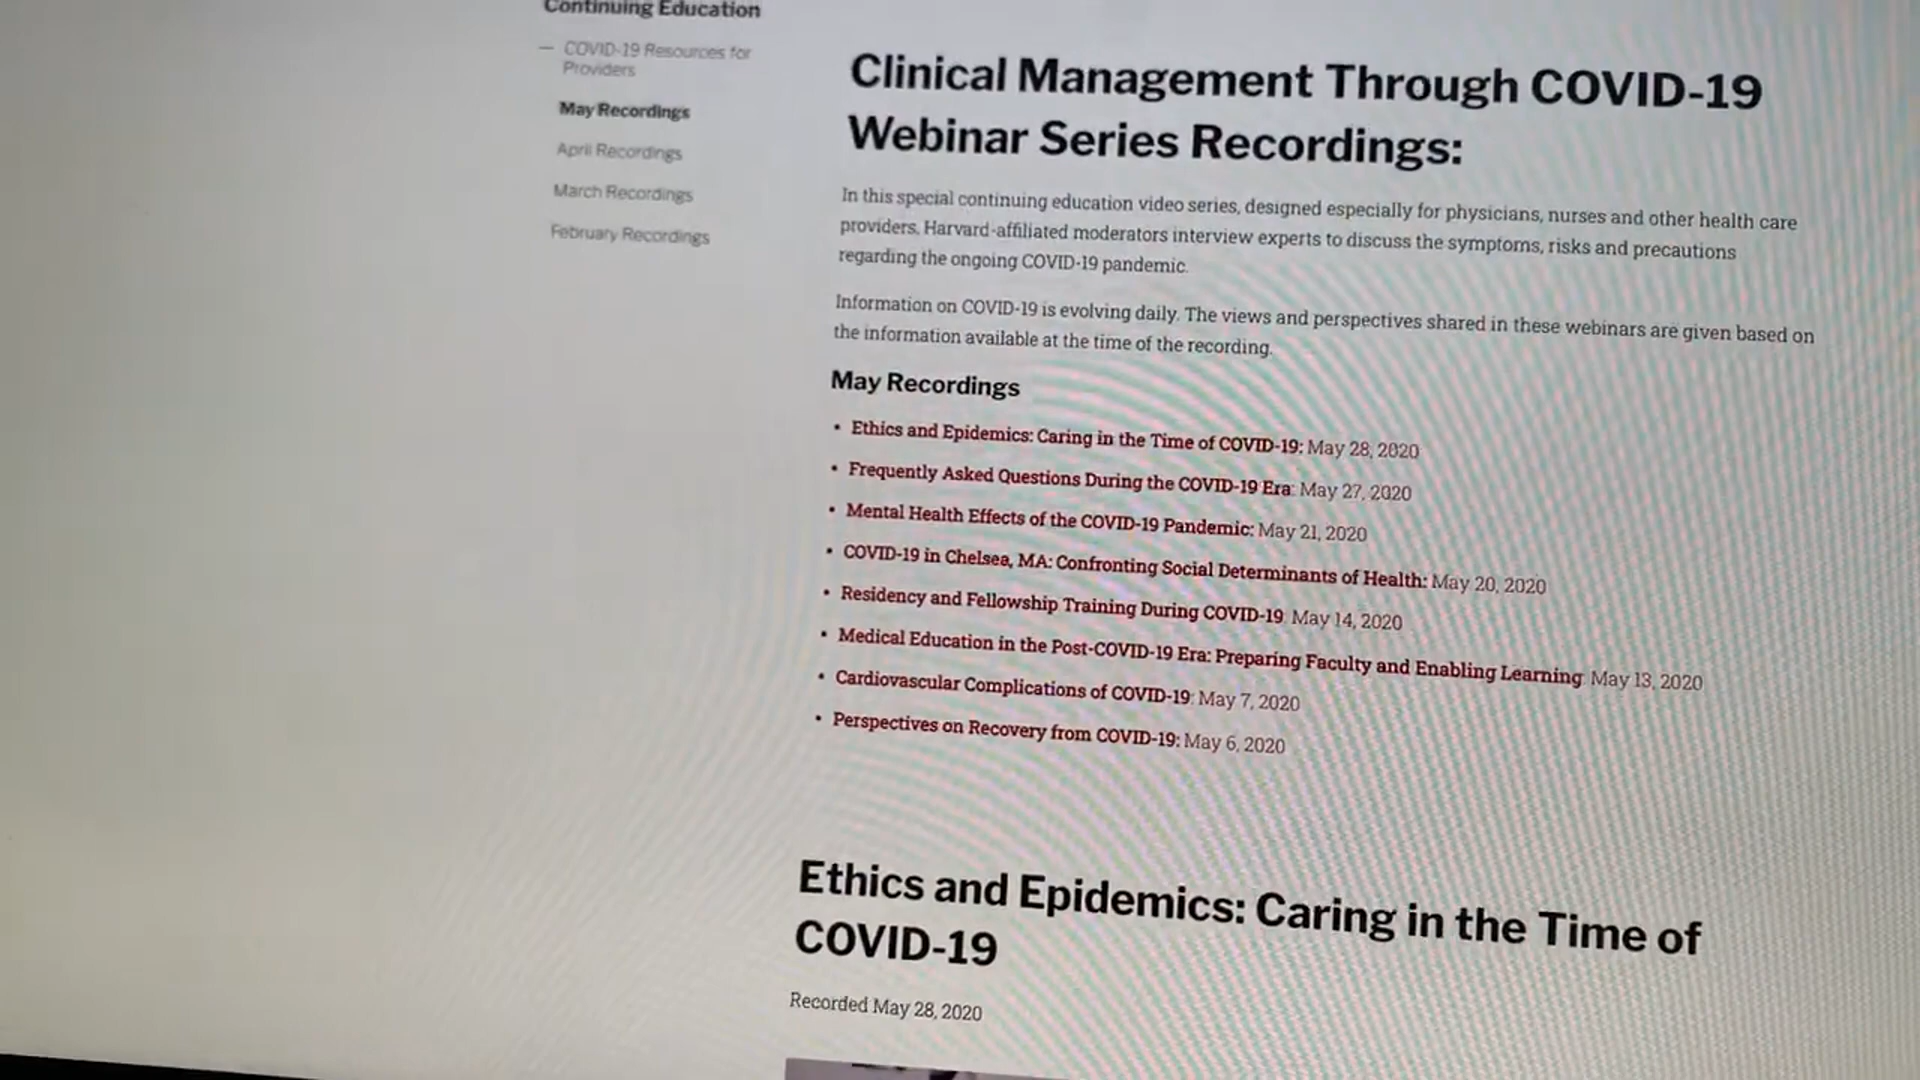 Continuing Education
— COVID-19 Resources for
Providers
May Recordings
April Recordings
March Recordings
February Recordings
Clinical Management Through COVID-19
Webinar Series Recordings:
In this special continuing education video series, designed especially for physicians, nurses and other health care
providers, Harvard-affiliated moderators interview experts to discuss the symptoms, risks and precautions
regarding the ongoing COVID-19 pandemic.
Information on COVID-19 is evolving daily. The views and perspectives shared in these webinars are given based on
the information available at the time of the recording.
May Recordings
• Ethics and Epidemics: Caring in the Time of COVID-19: May 28, 2020
• Frequently Asked Questions During the COVID-19 Era: May 27, 2020
• Mental Health Effects of the COVID-19 Pandemic: May 21, 2020
• COVID-19 in Chelsea, MA: Confronting Social Determinants of Health: May 20, 2020
• Residency and Fellowship Training During COVID-19: May 14, 2020
• Medical Education in the Post-COVID-19 Era: Preparing Faculty and Enabling Learning: May 13, 2020
• Cardiovascular Complications of COVID-19: May 7, 2020
• Perspectives on Recovery from COVID-19: May 6, 2020
Ethics and Epidemics: Caring in the Time of
COVID-19
Recorded May 28, 2020